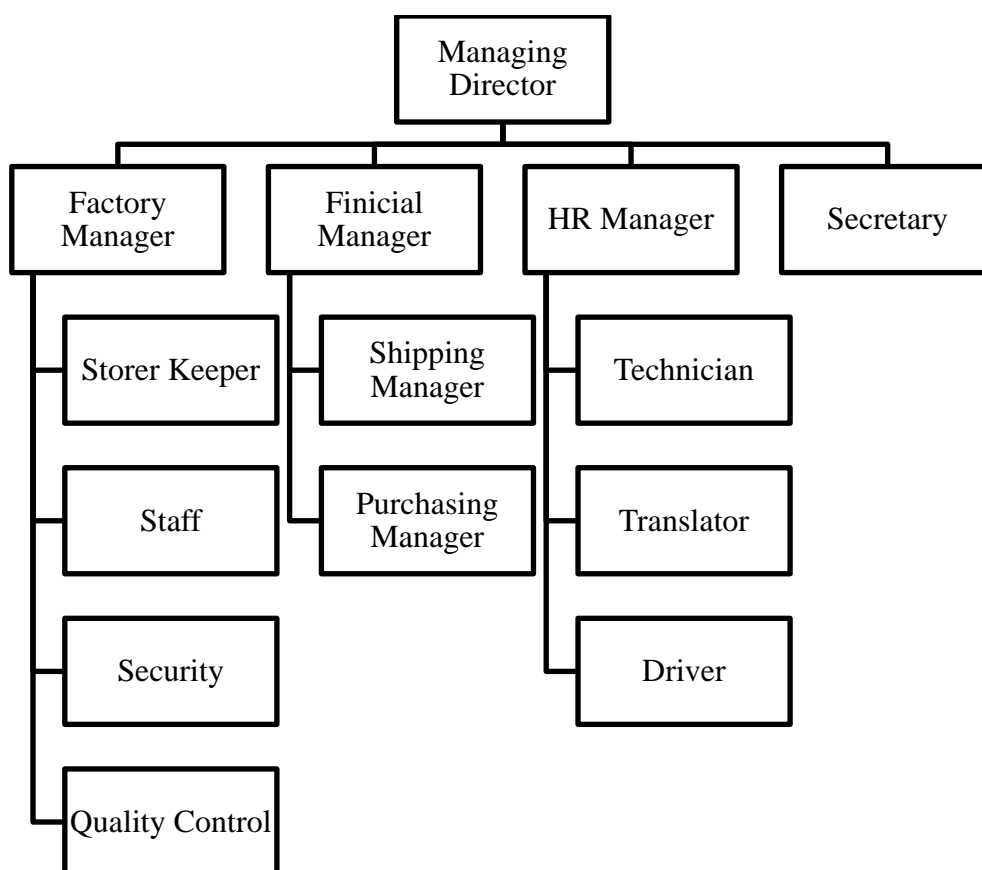 Managing
Director
Factory
Manager
Finicial
Manager
HR Manager
Secretary
Storer Keeper
Shipping
Manager
Technician
Staff
Purchasing
Manager
Translator
Security
Driver
Quality Control